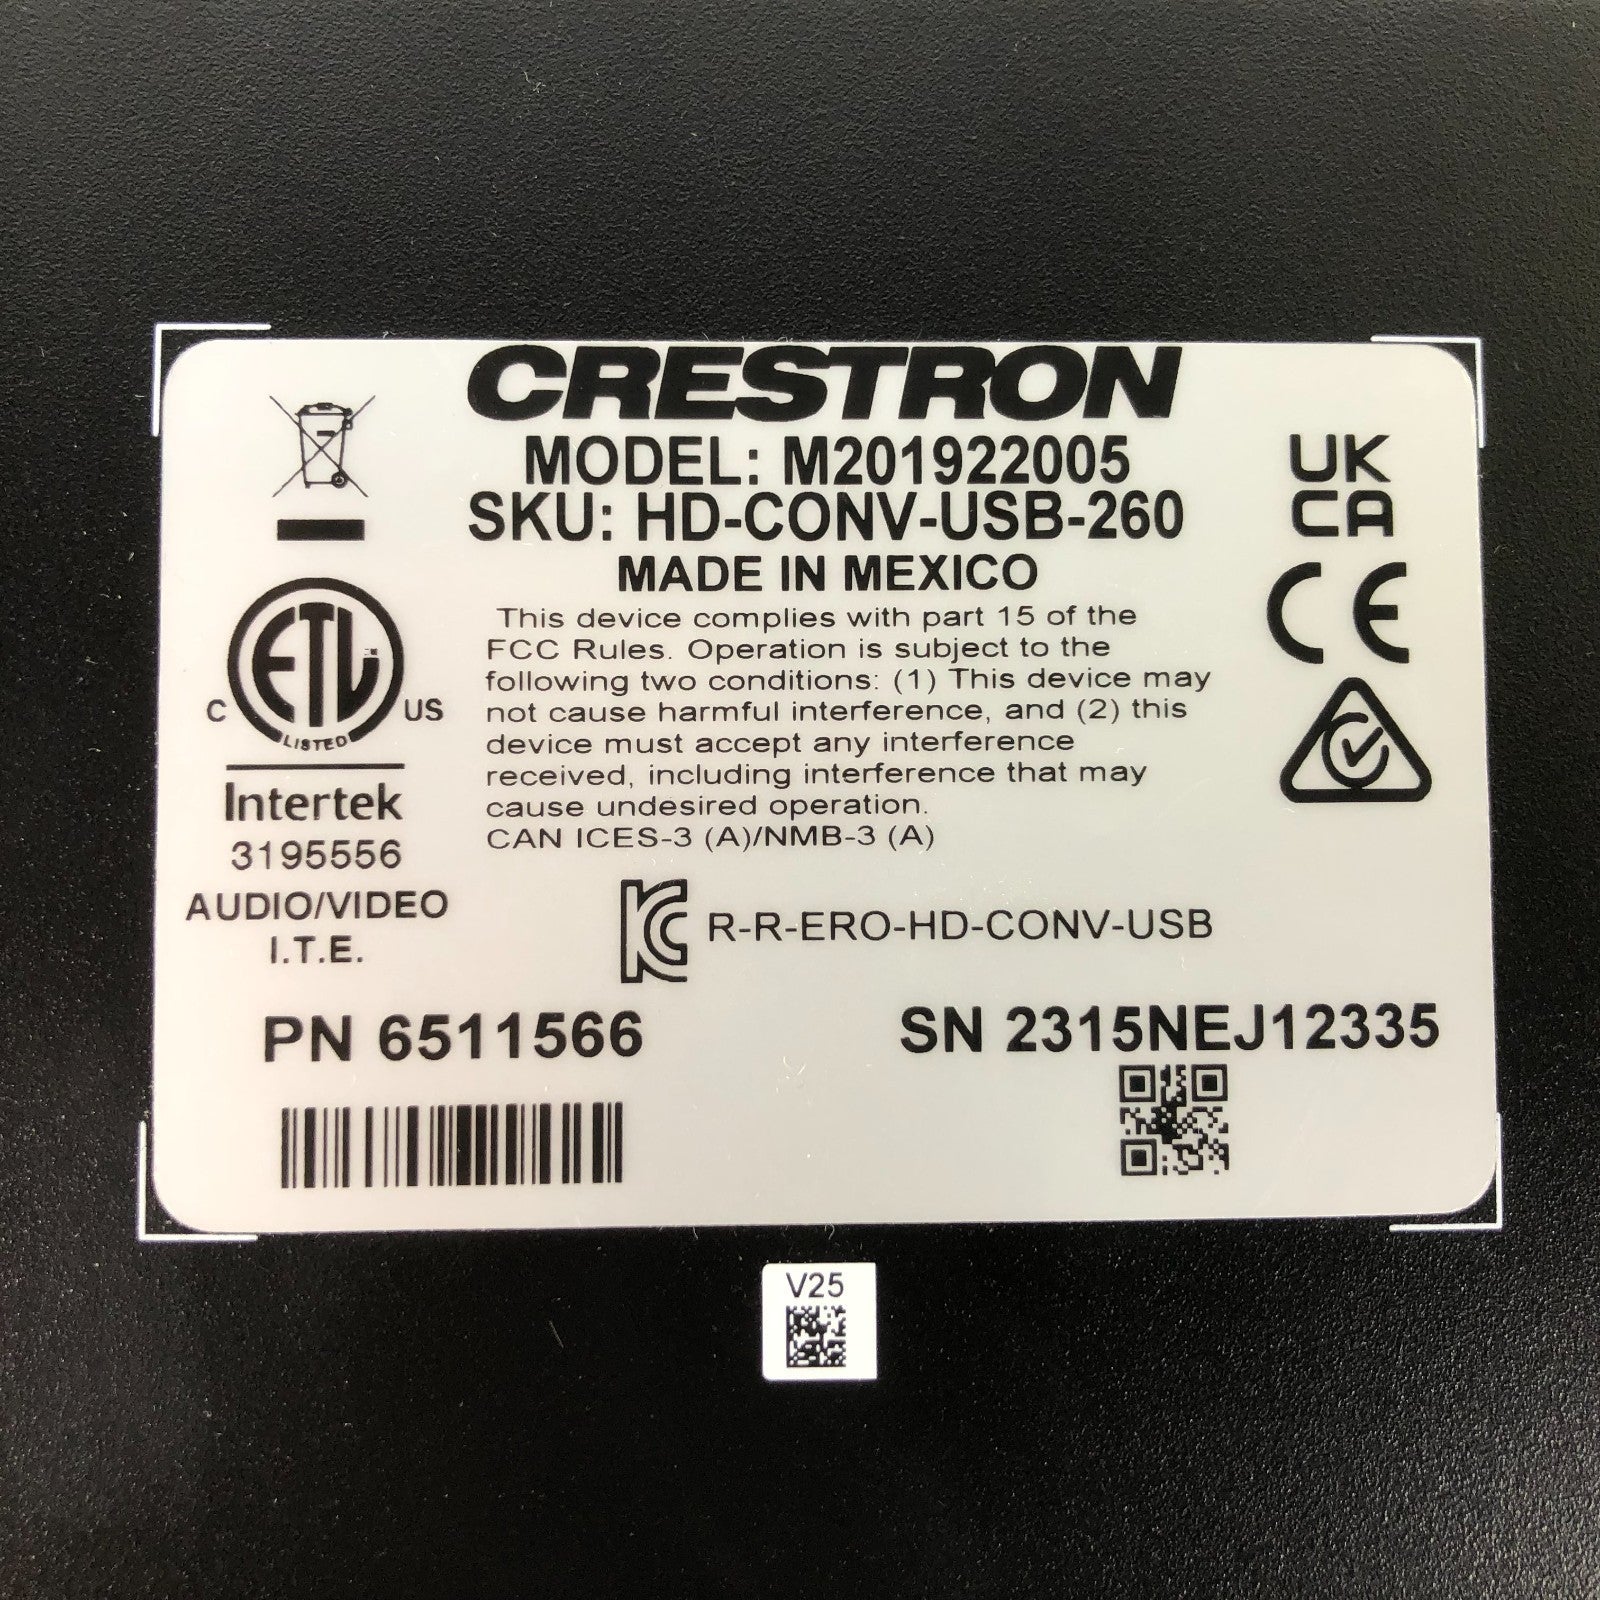 CRESTRON
MODEL: M201922005
SKU: HD-CONV-USB-260
MADE IN MEXICO
This device complies with part 15 of the
FCC Rules. Operation is subject to the
following two conditions: (1) This device may
not cause harmful interference, and (2) this
device must accept any interference
received, including interference that may
cause undesired operation.
CAN ICES-3 (A)/NMB-3 (A)
UK
CA
CE
C ETL US
LISTED
Intertek
3195556
AUDIO/VIDEO
I.T.E.
KC R-R-ERO-HD-CONV-USB
PN 6511566
SN 2315NEJ12335
V25